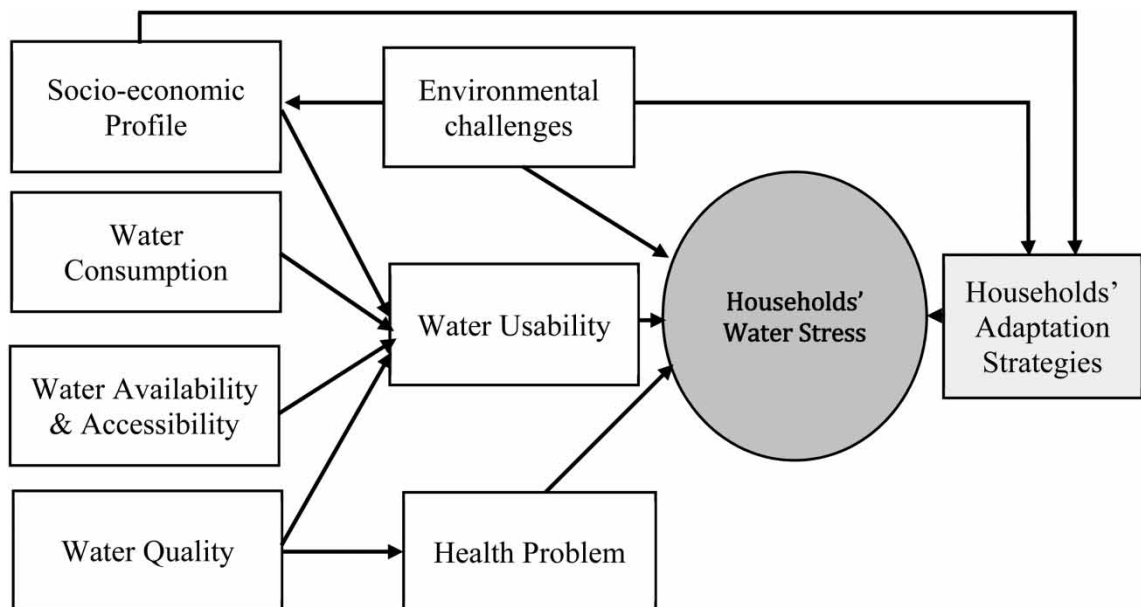 Socio-economic
Profile
Environmental
challenges
Water
Consumption
Water Usability
Households’
Water Stress
Households’
Adaptation
Strategies
Water Availability
& Accessibility
Water Quality
Health Problem